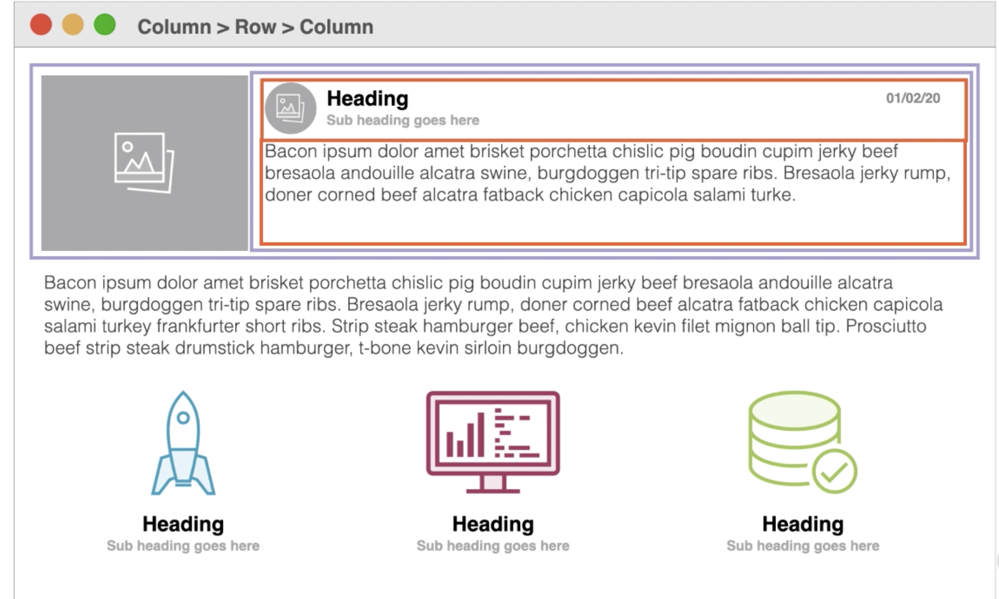 Column > Row > Column
Heading
01/02/20
Sub heading goes here
Bacon ipsum dolor amet brisket porchetta chislic pig boudin cupim jerky beef
bresaola andouille alcatra swine, burgdoggen tri-tip spare ribs. Bresaola jerky rump,
doner corned beef alcatra fatback chicken capicola salami turke.
Bacon ipsum dolor amet brisket porchetta chislic pig boudin cupim jerky beef bresaola andouille alcatra
swine, burgdoggen tri-tip spare ribs. Bresaola jerky rump, doner corned beef alcatra fatback chicken capicola
salami turkey frankfurter short ribs. Strip steak hamburger beef, chicken kevin filet mignon ball tip. Prosciutto
beef strip steak drumstick hamburger, t-bone kevin sirloin burgdoggen.
Heading
Sub heading goes here
Heading
Sub heading goes here
Heading
Sub heading goes here